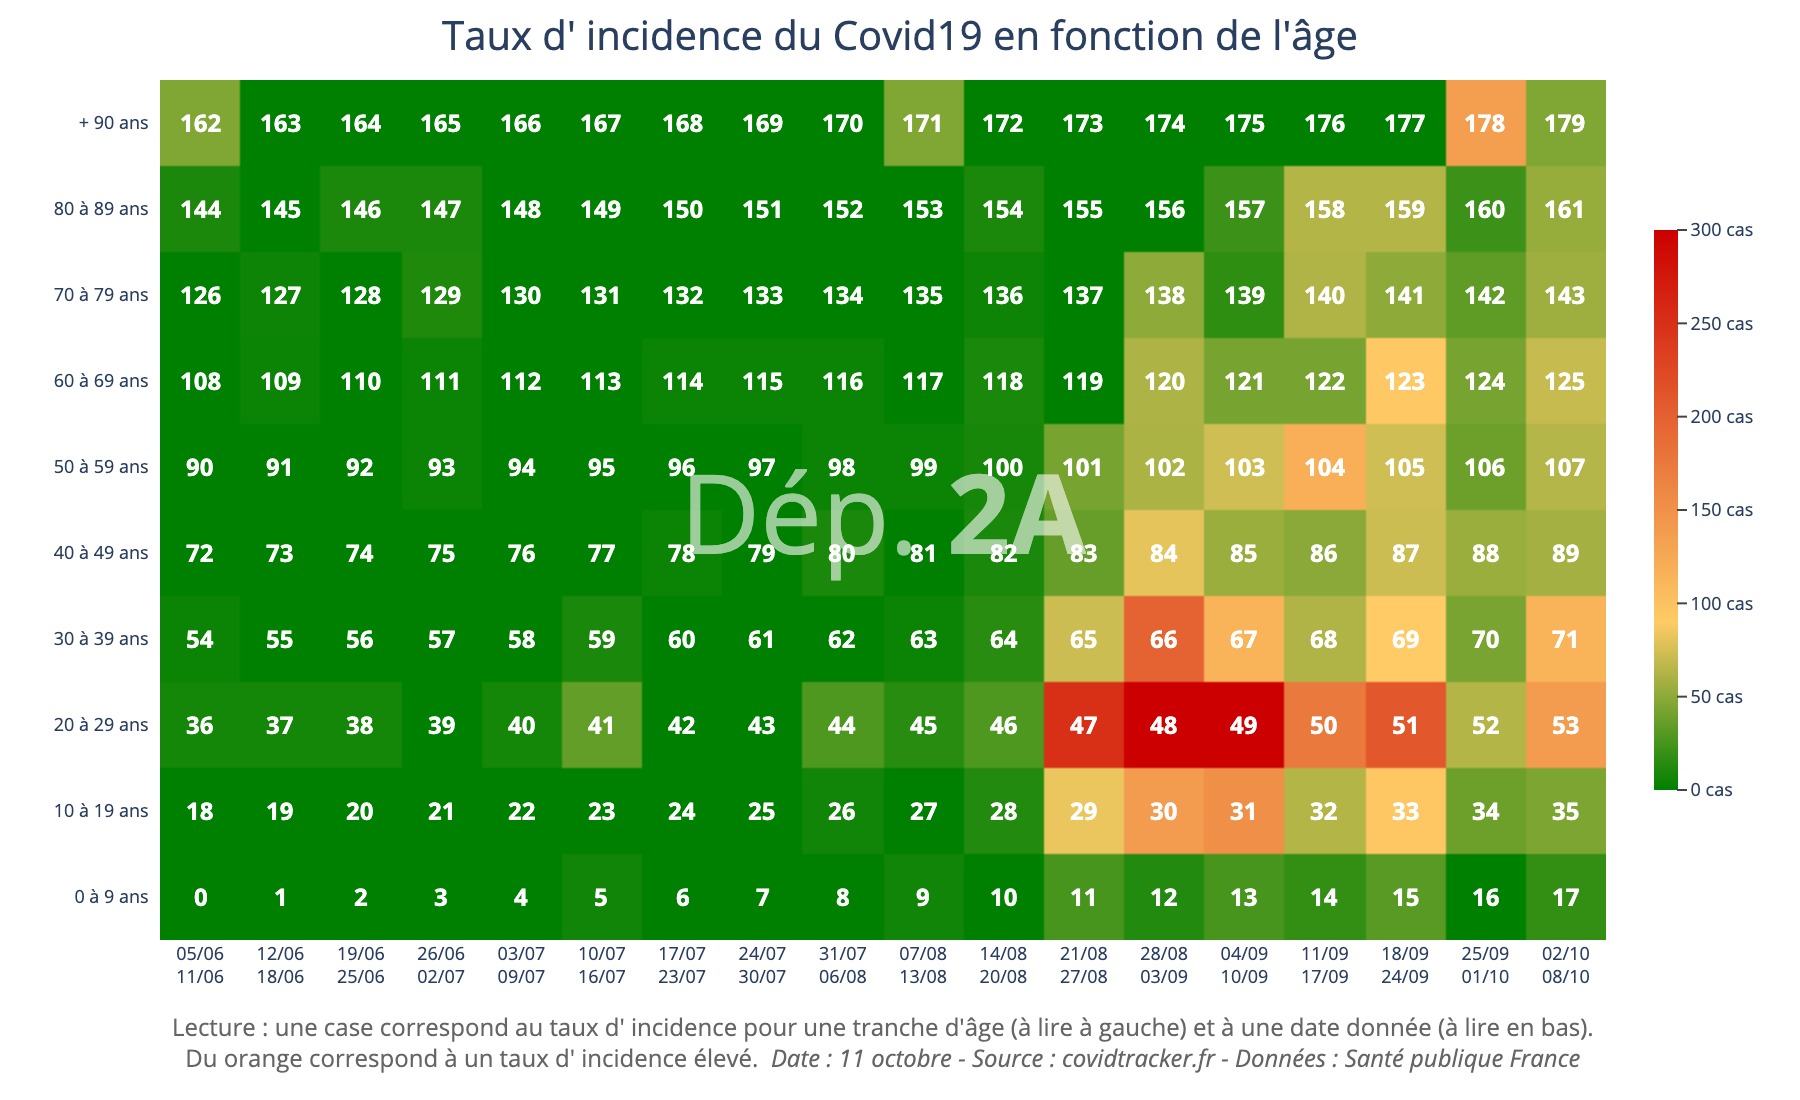 Taux d' incidence du Covid19 en fonction de l'âge
+ 90 ans 162 163 164 165 166 167 168 169 170 171 172 173 174 175 176 177 178 179
80 à 89 ans 144 145 146 147 148 149 150 151 152 153 154 155 156 157 158 159 160 161
300 cas
70 à 79 ans 126 127 128 129 130 131 132 133 134 135 136 137 138 139 140 141 142 143
250 cas
60 à 69 ans 108 109 110 111 112 113 114 115 116 117 118 119 120 121 122 123 124 125
200 cas
50 à 59 ans 90 91 92 93 94 95 96 97 98 99 100 101 102 103 104 105 106 107
150 cas
Dép. 2A
40 à 49 ans 72 73 74 75 76 77 78 79 80 81 82 83 84 85 86 87 88 89
100 cas
30 à 39 ans 54 55 56 57 58 59 60 61 62 63 64 65 66 67 68 69 70 71
50 cas
20 à 29 ans 36 37 38 39 40 41 42 43 44 45 46 47 48 49 50 51 52 53
0 cas
10 à 19 ans 18 19 20 21 22 23 24 25 26 27 28 29 30 31 32 33 34 35
0 à 9 ans 0 1 2 3 4 5 6 7 8 9 10 11 12 13 14 15 16 17
05/06 12/06 19/06 26/06 03/07 10/07 17/07 24/07 31/07 07/08 14/08 21/08 28/08 04/09 11/09 18/09 25/09 02/10
11/06 18/06 25/06 02/07 09/07 16/07 23/07 30/07 06/08 13/08 20/08 27/08 03/09 10/09 17/09 24/09 01/10 08/10
Lecture : une case correspond au taux d' incidence pour une tranche d'âge (à lire à gauche) et à une date donnée (à lire en bas).
Du orange correspond à un taux d' incidence élevé. Date : 11 octobre - Source : covidtracker.fr - Données : Santé publique France